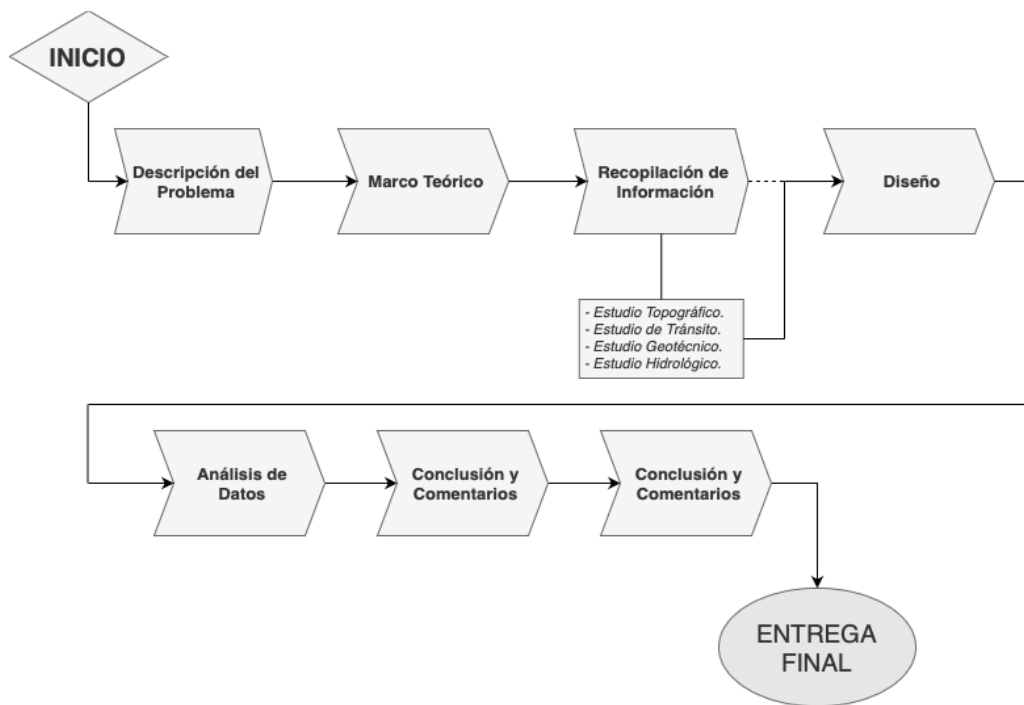 INICIO
Descripción del
Problema
Marco Teórico
Recopilación de
Información
Diseño
- Estudio Topográfico.
- Estudio de Tránsito.
- Estudio Geotécnico.
- Estudio Hidrológico.
Análisis de
Datos
Conclusión y
Comentarios
Conclusión y
Comentarios
ENTREGA
FINAL